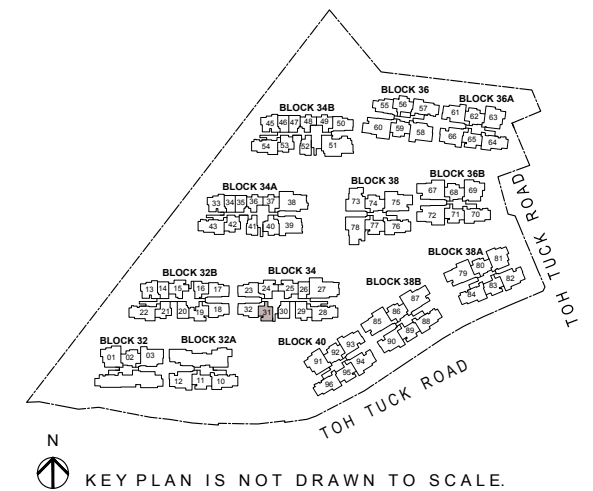 BLOCK 36
BLOCK 36A
55 56 57
61 62 63
60 59 58
66 65 64
BLOCK 34B
45 46 47 48 49 50
54 53 52 51
BLOCK 34A
33 34 35 36 37 38
43 42 41 40 39
BLOCK 38
73 74 75
78 77 76
BLOCK 36B
67 68 69
72 71 70
TOH TUCK ROAD
BLOCK 38A
79 80 81
84 83 82
BLOCK 32B
13 14 15 16 17
22 21 20 19 18
BLOCK 34
23 24 25 26 27
32 31 30 29 28
BLOCK 38B
85 86 87
90 89 88
BLOCK 32
01 02 03
BLOCK 32A
12 11 10
BLOCK 40
91 92 93
96 95 94
TOH TUCK ROAD
N
KEY PLAN IS NOT DRAWN TO SCALE.